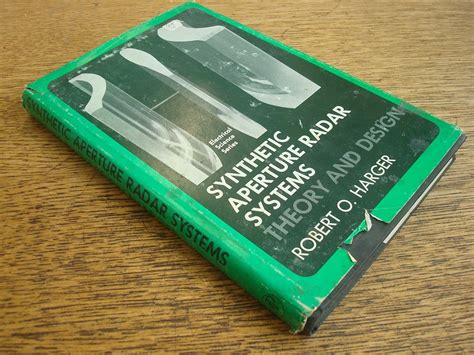 Electrical
Science
Series
SYNTHETIC
APERTURE RADAR
SYSTEMS
THEORY AND DESIGN
ROBERT O. HARGER
SYNTHETIC APERTURE RADAR SYSTEMS